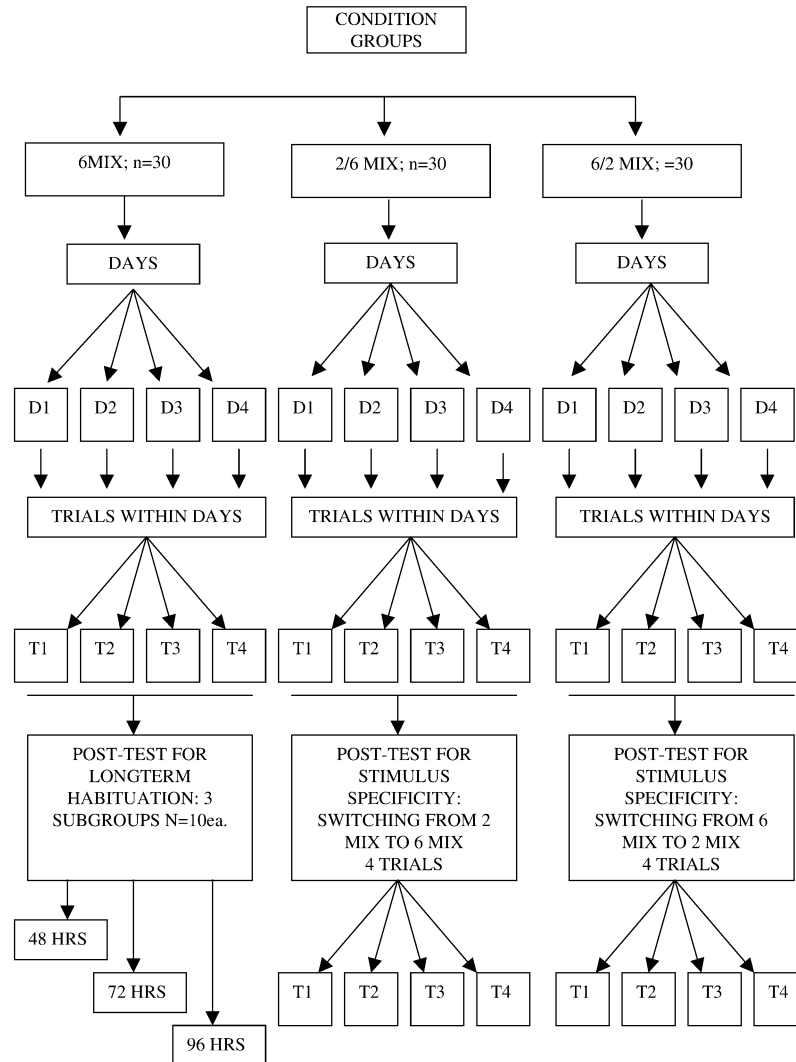 CONDITION
GROUPS
6MIX; n=30
2/6 MIX; n=30
6/2 MIX; =30
DAYS
DAYS
DAYS
D1
D2
D3
D4
D1
D2
D3
D4
D1
D2
D3
D4
TRIALS WITHIN DAYS
TRIALS WITHIN DAYS
TRIALS WITHIN DAYS
T1
T2
T3
T4
T1
T2
T3
T4
T1
T2
T3
T4
POST-TEST FOR
LONGTERM
HABITUATION: 3
SUBGROUPS N=10ea.
POST-TEST FOR
STIMULUS
SPECIFICITY:
SWITCHING FROM 2
MIX TO 6 MIX
4 TRIALS
POST-TEST FOR
STIMULUS
SPECIFICITY:
SWITCHING FROM 6
MIX TO 2 MIX
4 TRIALS
48 HRS
72 HRS
96 HRS
T1
T2
T3
T4
T1
T2
T3
T4